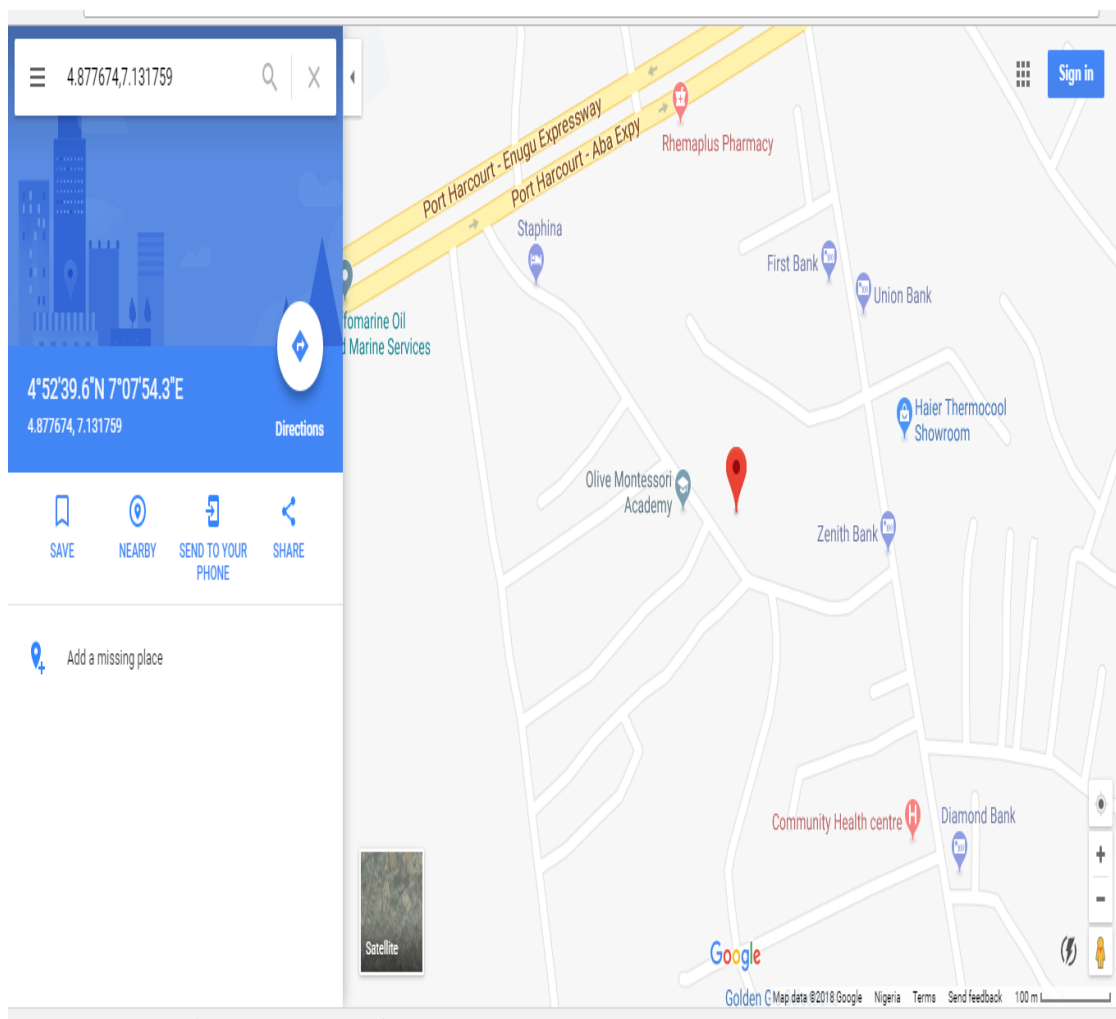 4.877674,7.131759
Sign in
Port Harcourt - Enugu Expressway
Port Harcourt - Aba Expy
Rhemaplus Pharmacy
Staphina
First Bank
Union Bank
fomarine Oil
Marine Services
4°52'39.6"N 7°07'54.3"E
4.877674, 7.131759
Directions
Haier Thermocool
Showroom
Olive Montessori
Academy
Zenith Bank
SAVE
NEARBY
SEND TO YOUR
PHONE
SHARE
Add a missing place
Community Health centre
Diamond Bank
Satellite
Google
Golden G
Map data ©2018 Google Nigeria Terms Send feedback 100 m